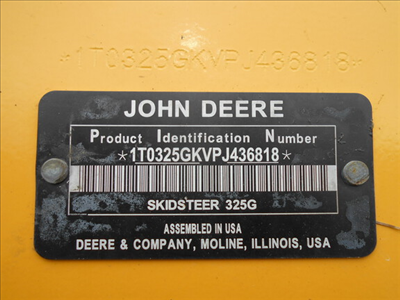 *1T0325GKVPJ436818*
JOHN DEERE
Product Identification Number
*1T0325GKVPJ436818*
SKIDSTEER 325G
ASSEMBLED IN USA
DEERE & COMPANY, MOLINE, ILLINOIS, USA